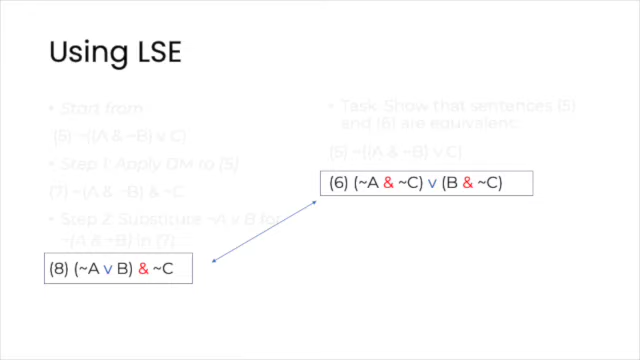 Using LSE
• Start from
(5) ~((A & ~B) v C)
• Step 1: Apply DM to (5)
(7) ~(A & ~B) & ~C
• Step 2: Substitute ~A v B for
~(A & ~B) in (7):
(8) (~A v B) & ~C
• Task: Show that sentences (5)
and (6) are equivalent:
(5) ~((A & ~B) v C)
(6) (~A & ~C) v (B & ~C)